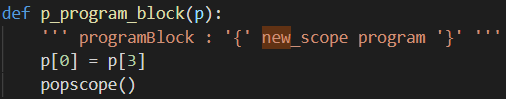 def p_program_block(p):
    ''' programBlock : '{' new_scope program '}' '''
    p[0] = p[3]
    popscope()